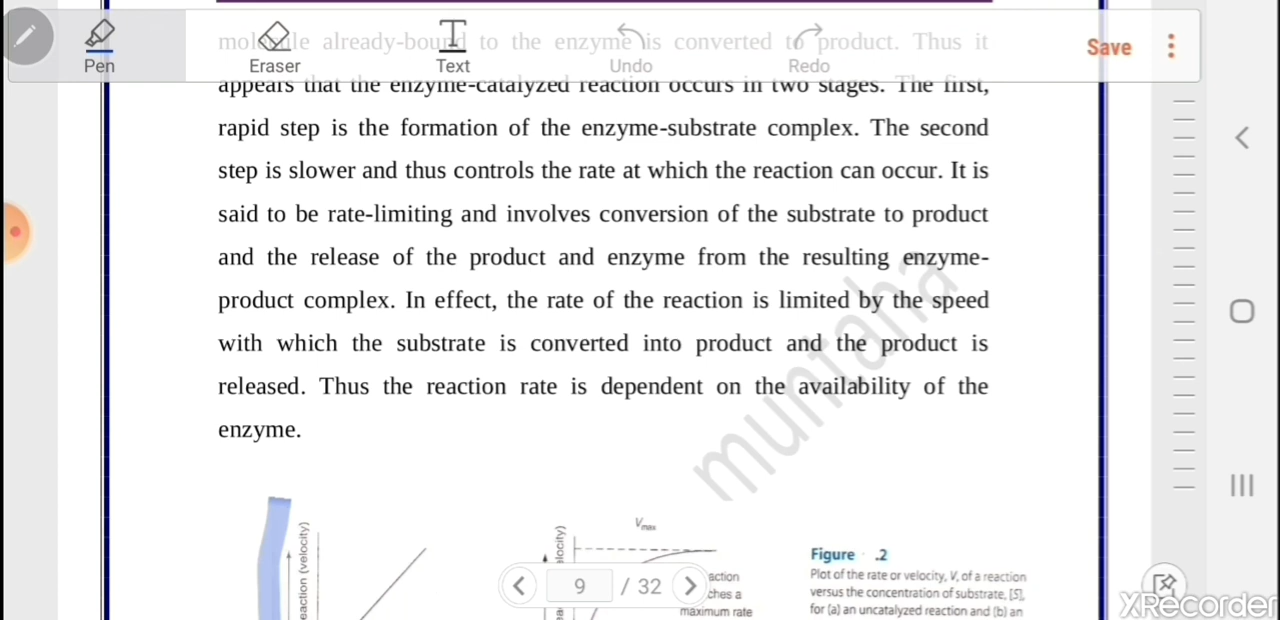 molecule already-bound to the enzyme is converted to product. Thus it
Pen
Eraser
Text
Undo
Redo
Save
appears that the enzyme-catalyzed reaction occurs in two stages. The first,
rapid step is the formation of the enzyme-substrate complex. The second
step is slower and thus controls the rate at which the reaction can occur. It is
said to be rate-limiting and involves conversion of the substrate to product
and the release of the product and enzyme from the resulting enzyme-
product complex. In effect, the rate of the reaction is limited by the speed
with which the substrate is converted into product and the product is
released. Thus the reaction rate is dependent on the availability of the
enzyme.
muntaha
eaction (velocity)
locity)
Vmax
action
ches a
maximum rate
9 / 32
Figure .2
Plot of the rate or velocity, V, of a reaction
versus the concentration of substrate, [S],
for (a) an uncatalyzed reaction and (b) an
XRecorder